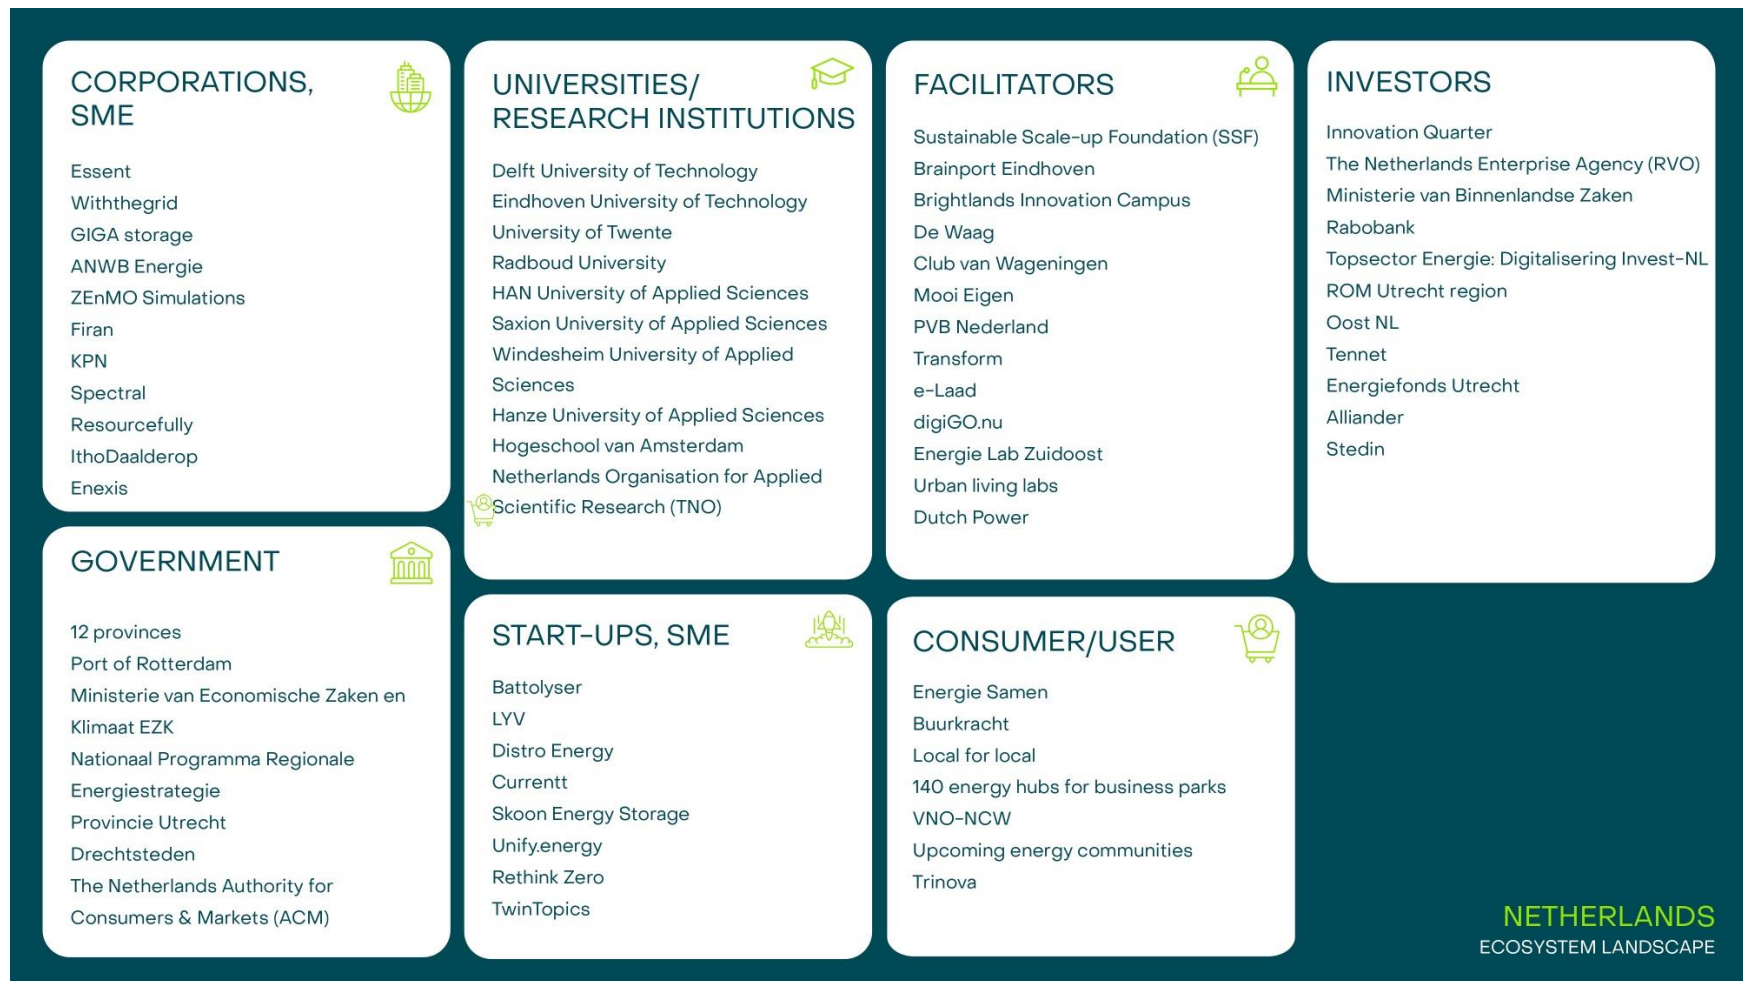 CORPORATIONS,
SME
Essent
Withthegrid
GIGA storage
ANWB Energie
ZEnMO Simulations
Firan
KPN
Spectral
Resourcefully
IthoDaalderop
Enexis
GOVERNMENT
12 provinces
Port of Rotterdam
Ministerie van Economische Zaken en
Klimaat EZK
Nationaal Programma Regionale
Energiestrategie
Provincie Utrecht
Drechtsteden
The Netherlands Authority for
Consumers & Markets (ACM)
UNIVERSITIES/
RESEARCH INSTITUTIONS
Delft University of Technology
Eindhoven University of Technology
University of Twente
Radboud University
HAN University of Applied Sciences
Saxion University of Applied Sciences
Windesheim University of Applied
Sciences
Hanze University of Applied Sciences
Hogeschool van Amsterdam
Netherlands Organisation for Applied
Scientific Research (TNO)
START-UPS, SME
Battolyser
LYV
Distro Energy
Currentt
Skoon Energy Storage
Unify.energy
Rethink Zero
TwinTopics
FACILITATORS
Sustainable Scale-up Foundation (SSF)
Brainport Eindhoven
Brightlands Innovation Campus
De Waag
Club van Wageningen
Mooi Eigen
PVB Nederland
Transform
e-Laad
digiGO.nu
Energie Lab Zuidoost
Urban living labs
Dutch Power
CONSUMER/USER
Energie Samen
Buurkracht
Local for local
140 energy hubs for business parks
VNO-NCW
Upcoming energy communities
Trinova
INVESTORS
Innovation Quarter
The Netherlands Enterprise Agency (RVO)
Ministerie van Binnenlandse Zaken
Rabobank
Topsector Energie: Digitalisering Invest-NL
ROM Utrecht region
Oost NL
Tennet
Energiefonds Utrecht
Alliander
Stedin
NETHERLANDS
ECOSYSTEM LANDSCAPE